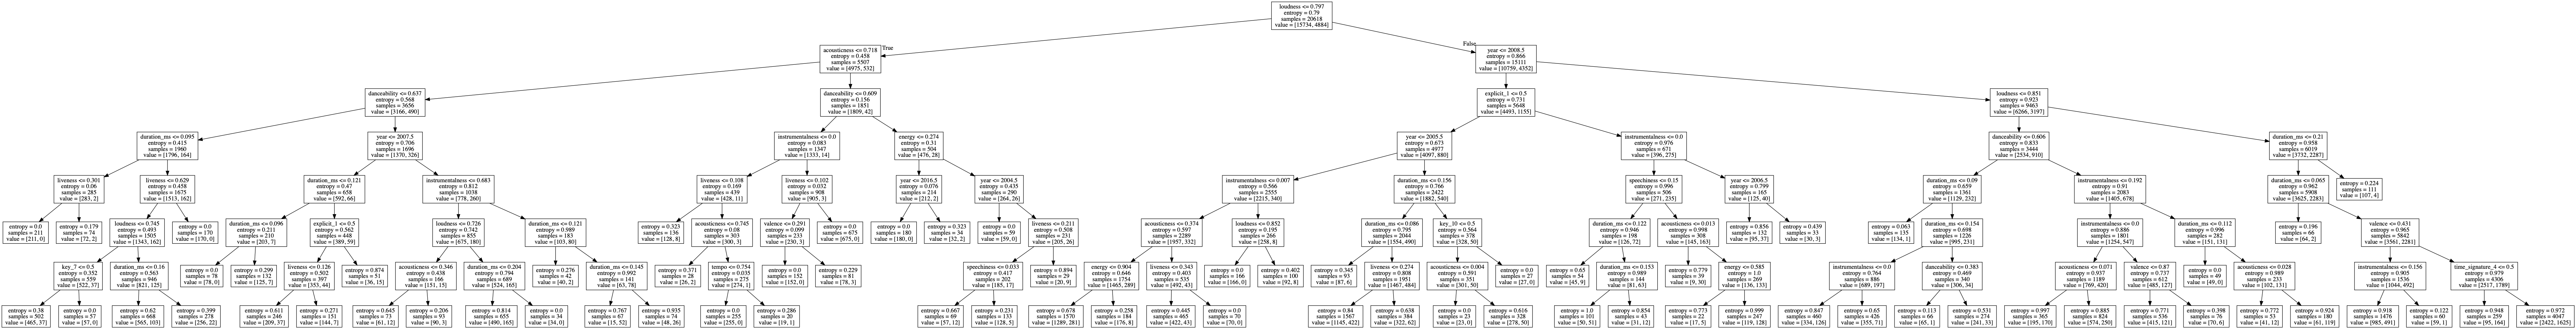 loudness <= 0.797
entropy = 0.79
samples = 20618
value = [15734, 4884]
True
False
acousticness <= 0.718
entropy = 0.458
samples = 5507
value = [4975, 532]
year <= 2008.5
entropy = 0.866
samples = 15111
value = [10759, 4352]
danceability <= 0.637
entropy = 0.568
samples = 3656
value = [3166, 490]
danceability <= 0.609
entropy = 0.156
samples = 1851
value = [1809, 42]
explicit_1 <= 0.5
entropy = 0.731
samples = 5648
value = [4493, 1155]
loudness <= 0.851
entropy = 0.923
samples = 9463
value = [6266, 3197]
duration_ms <= 0.095
entropy = 0.415
samples = 1960
value = [1796, 164]
year <= 2007.5
entropy = 0.706
samples = 1696
value = [1370, 326]
instrumentalness <= 0.0
entropy = 0.083
samples = 1347
value = [1333, 14]
energy <= 0.274
entropy = 0.31
samples = 504
value = [476, 28]
year <= 2005.5
entropy = 0.673
samples = 4977
value = [4097, 880]
instrumentalness <= 0.0
entropy = 0.976
samples = 671
value = [396, 275]
danceability <= 0.606
entropy = 0.833
samples = 3444
value = [2534, 910]
duration_ms <= 0.21
entropy = 0.958
samples = 6019
value = [3732, 2287]
liveness <= 0.301
entropy = 0.06
samples = 285
value = [283, 2]
liveness <= 0.629
entropy = 0.458
samples = 1675
value = [1513, 162]
duration_ms <= 0.121
entropy = 0.47
samples = 658
value = [592, 66]
instrumentalness <= 0.683
entropy = 0.812
samples = 1038
value = [778, 260]
liveness <= 0.108
entropy = 0.169
samples = 439
value = [428, 11]
liveness <= 0.102
entropy = 0.032
samples = 908
value = [905, 3]
year <= 2016.5
entropy = 0.076
samples = 214
value = [212, 2]
year <= 2004.5
entropy = 0.435
samples = 290
value = [264, 26]
instrumentalness <= 0.007
entropy = 0.566
samples = 2555
value = [2215, 340]
duration_ms <= 0.156
entropy = 0.766
samples = 2422
value = [1882, 540]
speechiness <= 0.15
entropy = 0.996
samples = 506
value = [271, 235]
year <= 2006.5
entropy = 0.799
samples = 165
value = [125, 40]
duration_ms <= 0.09
entropy = 0.659
samples = 1361
value = [1129, 232]
instrumentalness <= 0.192
entropy = 0.91
samples = 2083
value = [1405, 678]
duration_ms <= 0.065
entropy = 0.962
samples = 5908
value = [3625, 2283]
entropy = 0.224
samples = 111
value = [107, 4]
entropy = 0.0
samples = 211
value = [211, 0]
entropy = 0.179
samples = 74
value = [72, 2]
loudness <= 0.745
entropy = 0.493
samples = 1505
value = [1343, 162]
entropy = 0.0
samples = 170
value = [170, 0]
duration_ms <= 0.096
entropy = 0.211
samples = 210
value = [203, 7]
explicit_1 <= 0.5
entropy = 0.562
samples = 448
value = [389, 59]
loudness <= 0.726
entropy = 0.742
samples = 855
value = [675, 180]
duration_ms <= 0.121
entropy = 0.989
samples = 183
value = [103, 80]
entropy = 0.323
samples = 136
value = [128, 8]
acousticness <= 0.745
entropy = 0.08
samples = 303
value = [300, 3]
valence <= 0.291
entropy = 0.099
samples = 233
value = [230, 3]
entropy = 0.0
samples = 675
value = [675, 0]
entropy = 0.0
samples = 180
value = [180, 0]
entropy = 0.323
samples = 34
value = [32, 2]
entropy = 0.0
samples = 59
value = [59, 0]
liveness <= 0.211
entropy = 0.508
samples = 231
value = [205, 26]
acousticness <= 0.374
entropy = 0.597
samples = 2289
value = [1957, 332]
loudness <= 0.852
entropy = 0.195
samples = 266
value = [258, 8]
duration_ms <= 0.086
entropy = 0.795
samples = 2044
value = [1554, 490]
key_10 <= 0.5
entropy = 0.564
samples = 378
value = [328, 50]
duration_ms <= 0.122
entropy = 0.946
samples = 198
value = [126, 72]
acousticness <= 0.013
entropy = 0.998
samples = 308
value = [145, 163]
entropy = 0.856
samples = 132
value = [95, 37]
entropy = 0.439
samples = 33
value = [30, 3]
entropy = 0.063
samples = 135
value = [134, 1]
duration_ms <= 0.154
entropy = 0.698
samples = 1226
value = [995, 231]
instrumentalness <= 0.0
entropy = 0.886
samples = 1801
value = [1254, 547]
duration_ms <= 0.112
entropy = 0.996
samples = 282
value = [151, 131]
entropy = 0.196
samples = 66
value = [64, 2]
valence <= 0.431
entropy = 0.965
samples = 5842
value = [3561, 2281]
key_7 <= 0.5
entropy = 0.352
samples = 559
value = [522, 37]
duration_ms <= 0.16
entropy = 0.563
samples = 946
value = [821, 125]
entropy = 0.0
samples = 78
value = [78, 0]
entropy = 0.299
samples = 132
value = [125, 7]
liveness <= 0.126
entropy = 0.502
samples = 397
value = [353, 44]
entropy = 0.874
samples = 51
value = [36, 15]
acousticness <= 0.346
entropy = 0.438
samples = 166
value = [151, 15]
duration_ms <= 0.204
entropy = 0.794
samples = 689
value = [524, 165]
entropy = 0.276
samples = 42
value = [40, 2]
duration_ms <= 0.145
entropy = 0.992
samples = 141
value = [63, 78]
entropy = 0.371
samples = 28
value = [26, 2]
tempo <= 0.754
entropy = 0.035
samples = 275
value = [274, 1]
entropy = 0.0
samples = 152
value = [152, 0]
entropy = 0.229
samples = 81
value = [78, 3]
speechiness <= 0.033
entropy = 0.417
samples = 202
value = [185, 17]
entropy = 0.894
samples = 29
value = [20, 9]
energy <= 0.904
entropy = 0.646
samples = 1754
value = [1465, 289]
liveness <= 0.343
entropy = 0.403
samples = 535
value = [492, 43]
entropy = 0.0
samples = 166
value = [166, 0]
entropy = 0.402
samples = 100
value = [92, 8]
entropy = 0.345
samples = 93
value = [87, 6]
liveness <= 0.274
entropy = 0.808
samples = 1951
value = [1467, 484]
acousticness <= 0.004
entropy = 0.591
samples = 351
value = [301, 50]
entropy = 0.0
samples = 27
value = [27, 0]
entropy = 0.65
samples = 54
value = [45, 9]
duration_ms <= 0.153
entropy = 0.989
samples = 144
value = [81, 63]
entropy = 0.779
samples = 39
value = [9, 30]
energy <= 0.585
entropy = 1.0
samples = 269
value = [136, 133]
instrumentalness <= 0.0
entropy = 0.764
samples = 886
value = [689, 197]
danceability <= 0.383
entropy = 0.469
samples = 340
value = [306, 34]
acousticness <= 0.071
entropy = 0.937
samples = 1189
value = [769, 420]
valence <= 0.87
entropy = 0.737
samples = 612
value = [485, 127]
entropy = 0.0
samples = 49
value = [49, 0]
acousticness <= 0.028
entropy = 0.989
samples = 233
value = [102, 131]
instrumentalness <= 0.156
entropy = 0.905
samples = 1536
value = [1044, 492]
time_signature_4 <= 0.5
entropy = 0.979
samples = 4306
value = [2517, 1789]
entropy = 0.38
samples = 502
value = [465, 37]
entropy = 0.0
samples = 57
value = [57, 0]
entropy = 0.62
samples = 668
value = [565, 103]
entropy = 0.399
samples = 278
value = [256, 22]
entropy = 0.611
samples = 246
value = [209, 37]
entropy = 0.271
samples = 151
value = [144, 7]
entropy = 0.645
samples = 73
value = [61, 12]
entropy = 0.206
samples = 93
value = [90, 3]
entropy = 0.814
samples = 655
value = [490, 165]
entropy = 0.0
samples = 34
value = [34, 0]
entropy = 0.767
samples = 67
value = [15, 52]
entropy = 0.935
samples = 74
value = [48, 26]
entropy = 0.0
samples = 255
value = [255, 0]
entropy = 0.286
samples = 20
value = [19, 1]
entropy = 0.667
samples = 69
value = [57, 12]
entropy = 0.231
samples = 133
value = [128, 5]
entropy = 0.678
samples = 1570
value = [1289, 281]
entropy = 0.258
samples = 184
value = [176, 8]
entropy = 0.445
samples = 465
value = [422, 43]
entropy = 0.0
samples = 70
value = [70, 0]
entropy = 0.84
samples = 1567
value = [1145, 422]
entropy = 0.638
samples = 384
value = [322, 62]
entropy = 0.0
samples = 23
value = [23, 0]
entropy = 0.616
samples = 328
value = [278, 50]
entropy = 1.0
samples = 101
value = [50, 51]
entropy = 0.854
samples = 43
value = [31, 12]
entropy = 0.773
samples = 22
value = [17, 5]
entropy = 0.999
samples = 247
value = [119, 128]
entropy = 0.847
samples = 460
value = [334, 126]
entropy = 0.65
samples = 426
value = [355, 71]
entropy = 0.113
samples = 66
value = [65, 1]
entropy = 0.531
samples = 274
value = [241, 33]
entropy = 0.997
samples = 365
value = [195, 170]
entropy = 0.885
samples = 824
value = [574, 250]
entropy = 0.771
samples = 536
value = [415, 121]
entropy = 0.398
samples = 76
value = [70, 6]
entropy = 0.772
samples = 53
value = [41, 12]
entropy = 0.924
samples = 180
value = [61, 119]
entropy = 0.918
samples = 1476
value = [985, 491]
entropy = 0.122
samples = 60
value = [59, 1]
entropy = 0.948
samples = 259
value = [95, 164]
entropy = 0.972
samples = 4047
value = [2422, 1625]